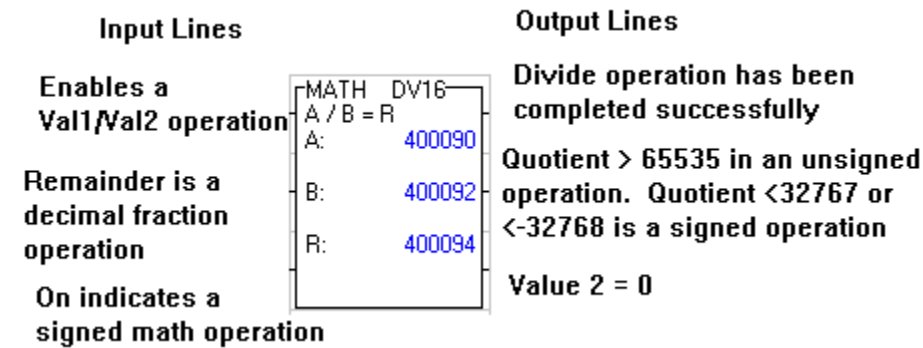 Input Lines
Output Lines
Enables a
Val1/Val2 operation
Remainder is a
decimal fraction
operation
On indicates a
signed math operation
MATH DV16
A / B = R
A: 400090
B: 400092
R: 400094
Divide operation has been
completed successfully
Quotient > 65535 in an unsigned
operation. Quotient <32767 or
<-32768 is a signed operation
Value 2 = 0